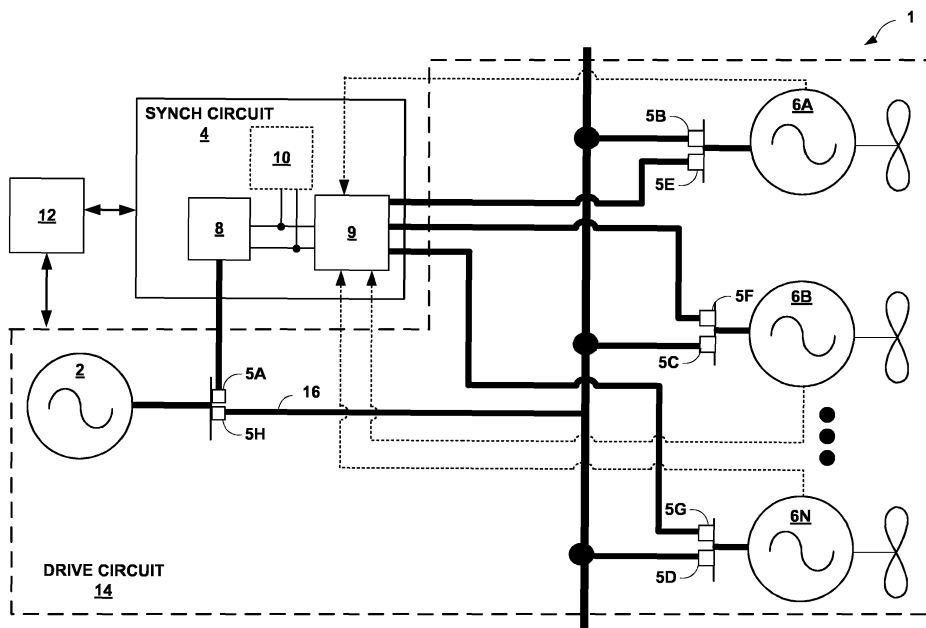 1
SYNCH CIRCUIT
4
10
12
8
9
5B
5E
6A
5F
5C
6B
2
5A
16
5H
5G
5D
6N
DRIVE CIRCUIT
14